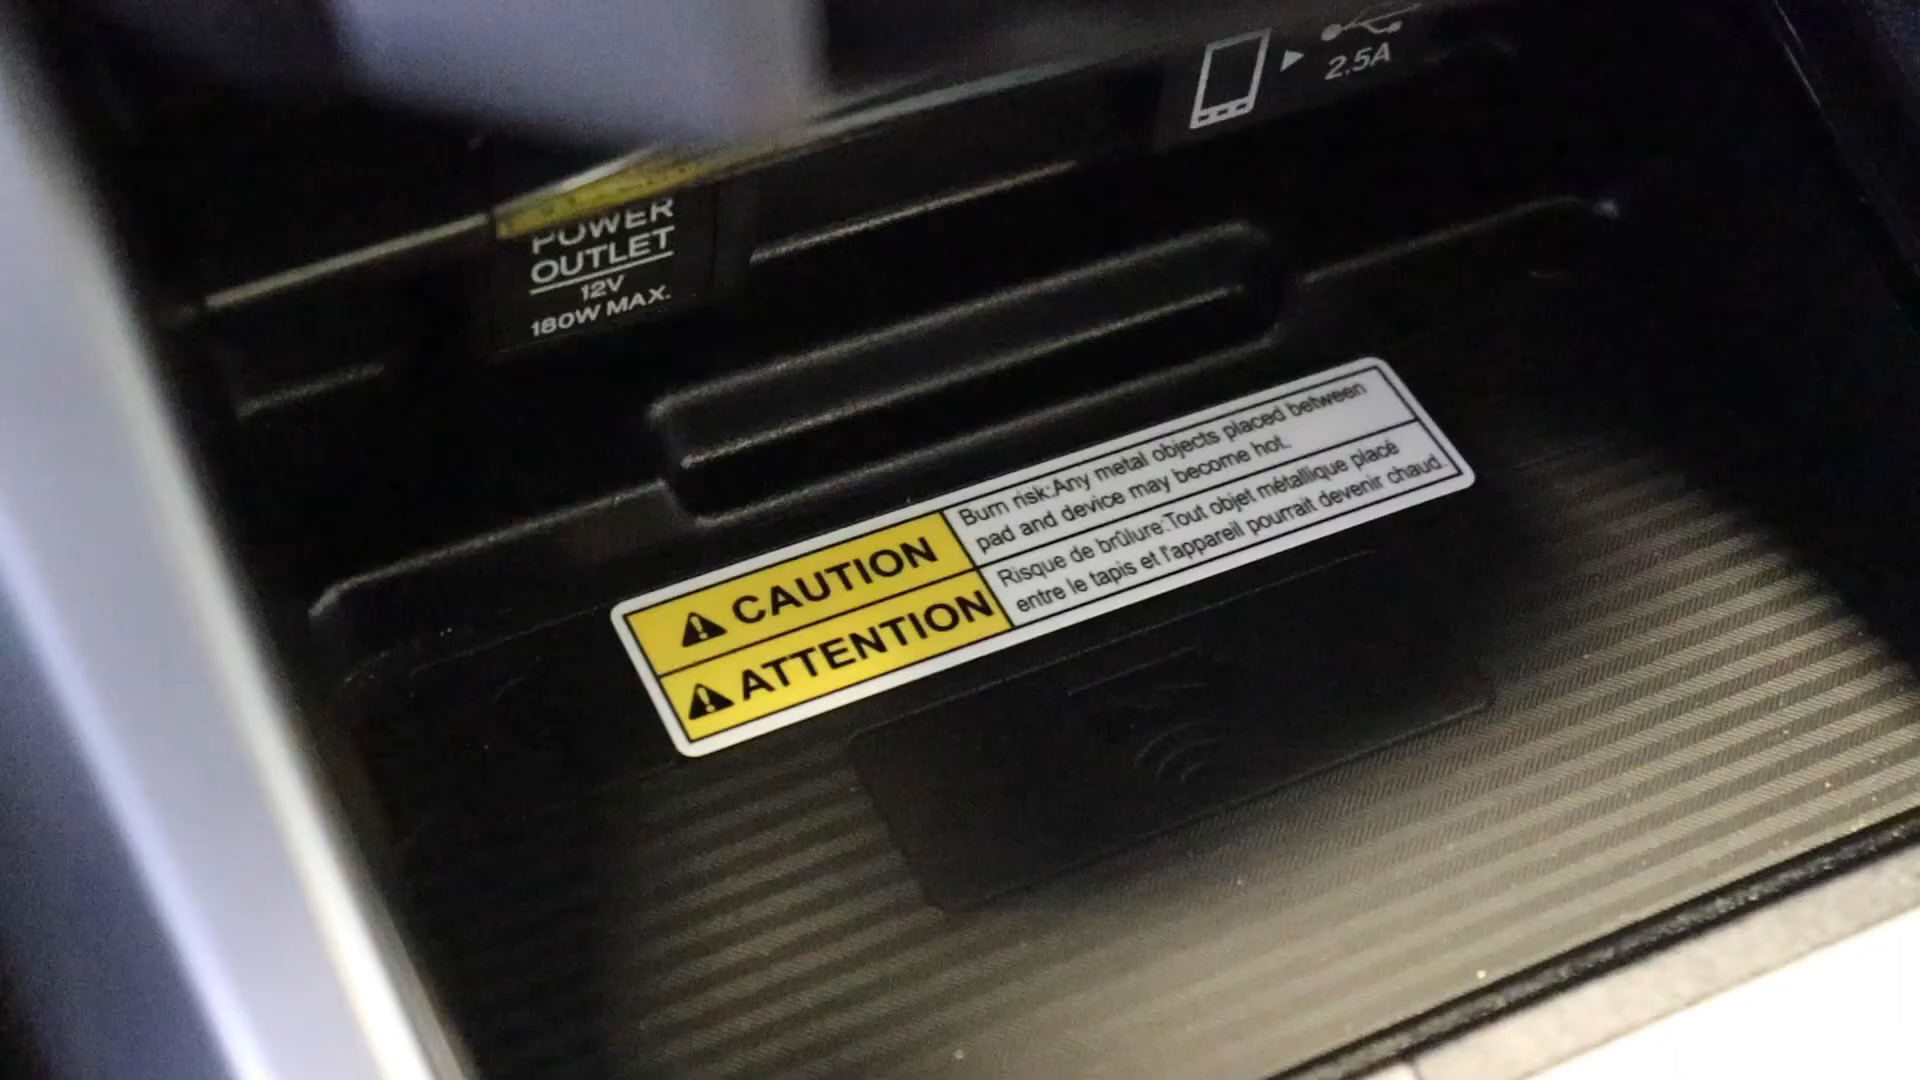 2.5A
POWER
OUTLET
12V
180W MAX.
CAUTION
Burn risk:Any metal objects placed between
pad and device may become hot.
ATTENTION
Risque de brûlure:Tout objet métallique placé
entre le tapis et l'appareil pourrait devenir chaud.